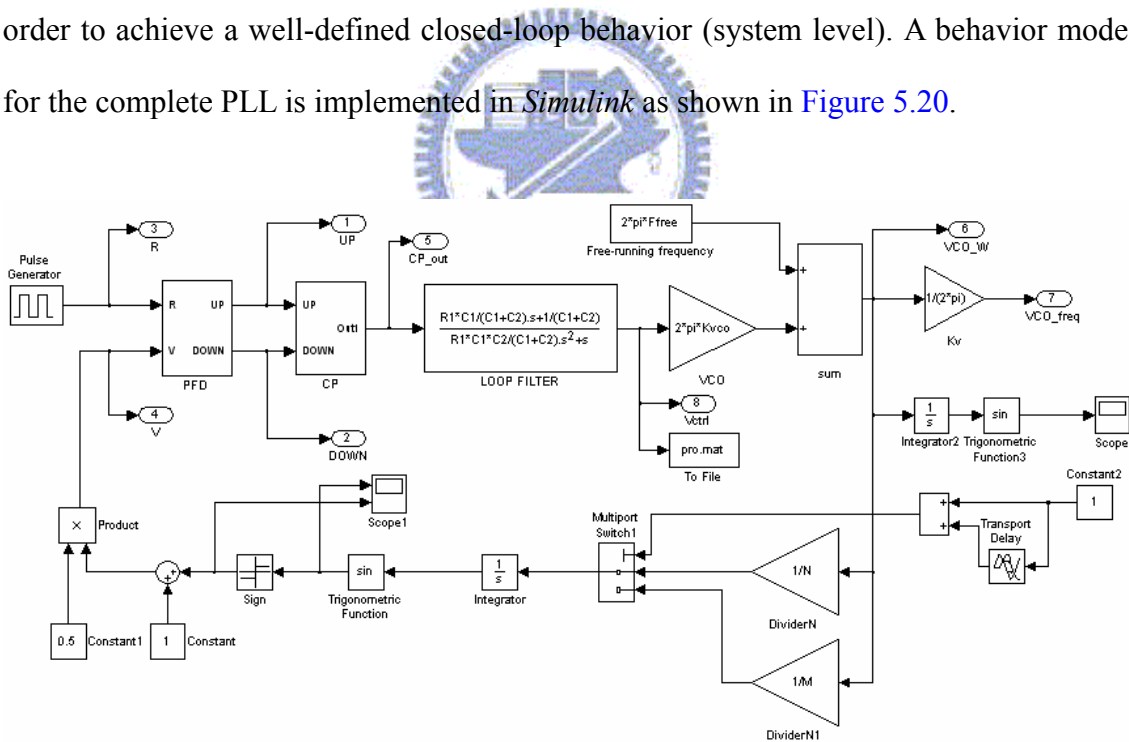 order to achieve a well-defined closed-loop behavior (system level). A behavior mode
for the complete PLL is implemented in Simulink as shown in Figure 5.20.
Pulse
Generator
3
R
R
V
UP
DOWN
PFD
4
V
1
UP
2
DOWN
UP
DOWN
Out1
CP
5
CP_out
R1*C1/(C1+C2).s+1/(C1+C2)
R1*C1*C2/(C1+C2).s²+s
LOOP FILTER
2*pi*Ffree
Free-running frequency
2*pi*Kvco
VCO
8
Vctrl
pro.mat
To File
+
+
sum
6
VCO_W
1/(2*pi)
Kv
7
VCO_freq
1
s
Integrator2
sin
Trigonometric
Function3
Scope
Constant2
1
+
+
Transport
Delay
Multiport
Switch1
1/N
DividerN
1/M
DividerN1
1
s
Integrator
sin
Trigonometric
Function
Scope1
Sign
+
+
1
Constant
×
Product
0.5
Constant1